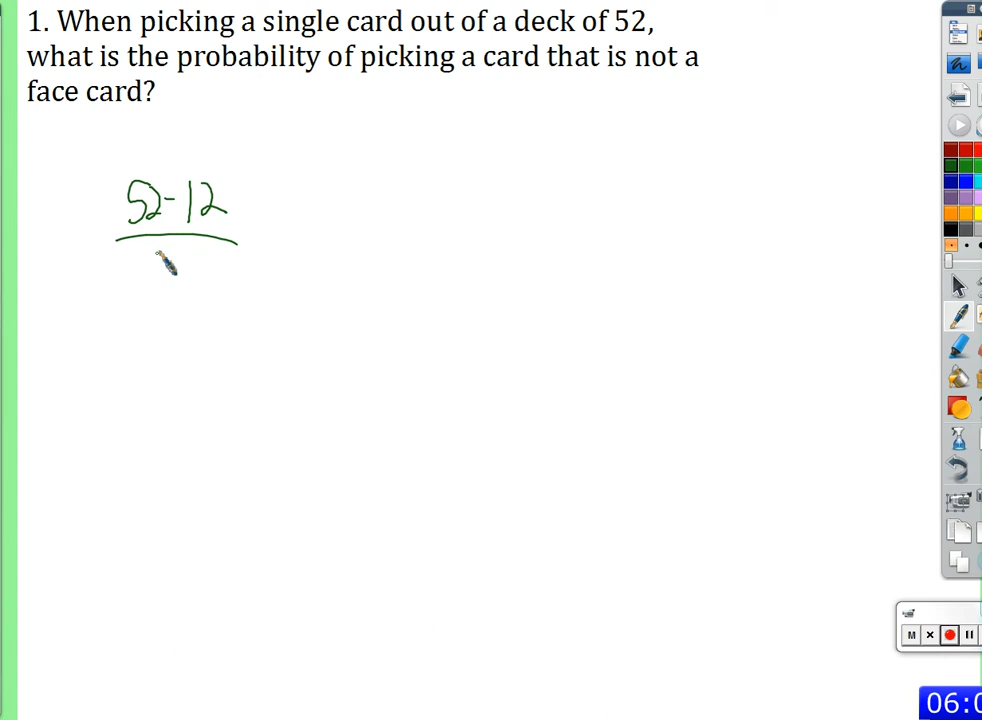 1. When picking a single card out of a deck of 52,
what is the probability of picking a card that is not a
face card?
52-12
M
06:0